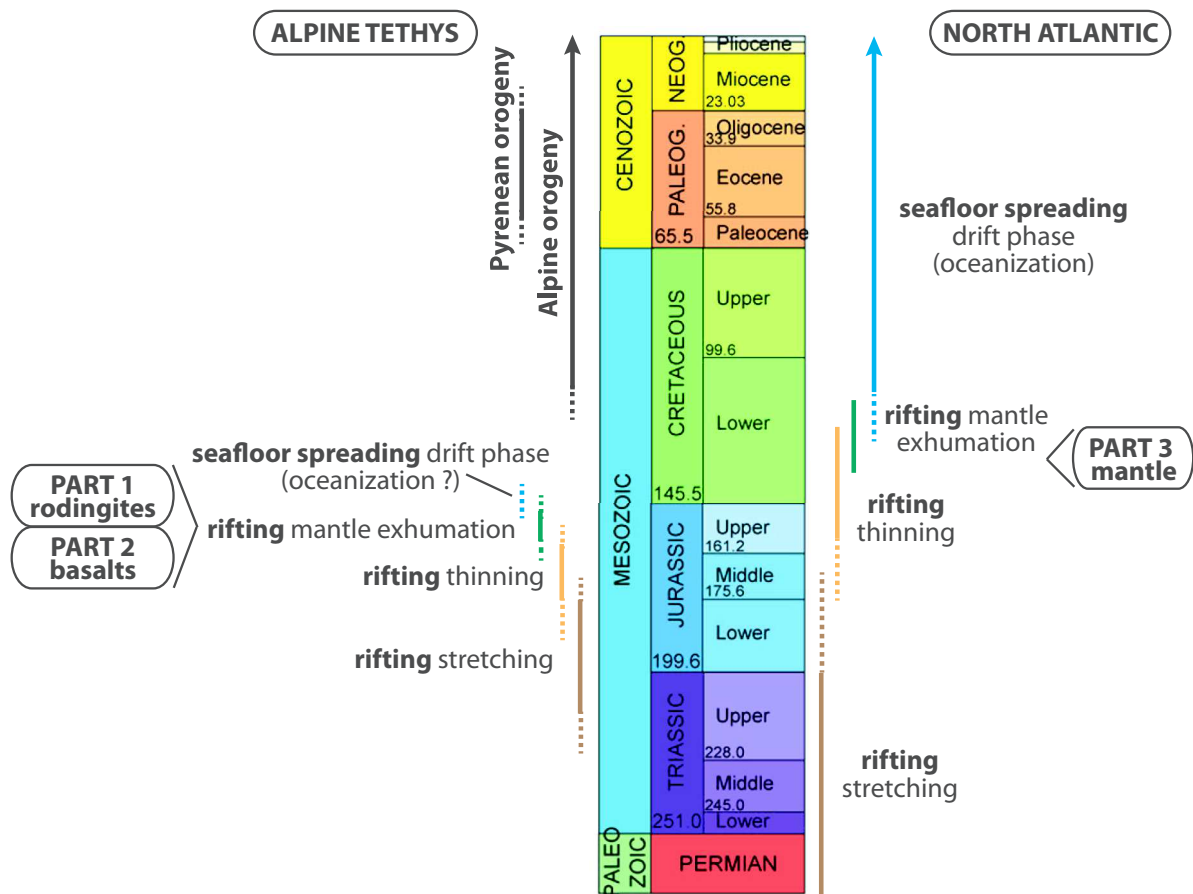 ALPINE TETHYS
NORTH ATLANTIC
Pyrenean orogeny
Alpine orogeny
seafloor spreading drift phase
(oceanization ?)
PART 1
rodingites
PART 2
basalts
rifting mantle exhumation
rifting thinning
rifting stretching
CENOZOIC
MESOZOIC
PALEO
ZOIC
NEOG.
PALEOG.
65.5
CRETACEOUS
145.5
JURASSIC
199.6
TRIASSIC
251.0
PERMIAN
Pliocene
Miocene
23.03
Oligocene
33.9
Eocene
55.8
Paleocene
Upper
99.6
Lower
Upper
161.2
Middle
175.6
Lower
Upper
228.0
Middle
245.0
Lower
seafloor spreading
drift phase
(oceanization)
rifting mantle
exhumation
PART 3
mantle
rifting
thinning
rifting
stretching